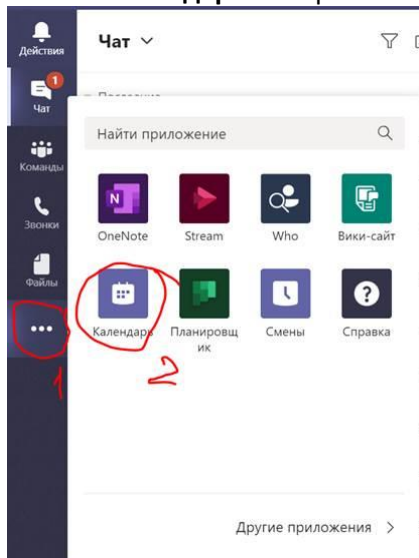 Действия
Чат
1
Чат
Найти приложение
Команды
N
OneNote
Stream
Who
Вики-сайт
Звонки
Файлы
Календарь
Планировщ
ик
Смены
?
Справка
1
2
Другие приложения >